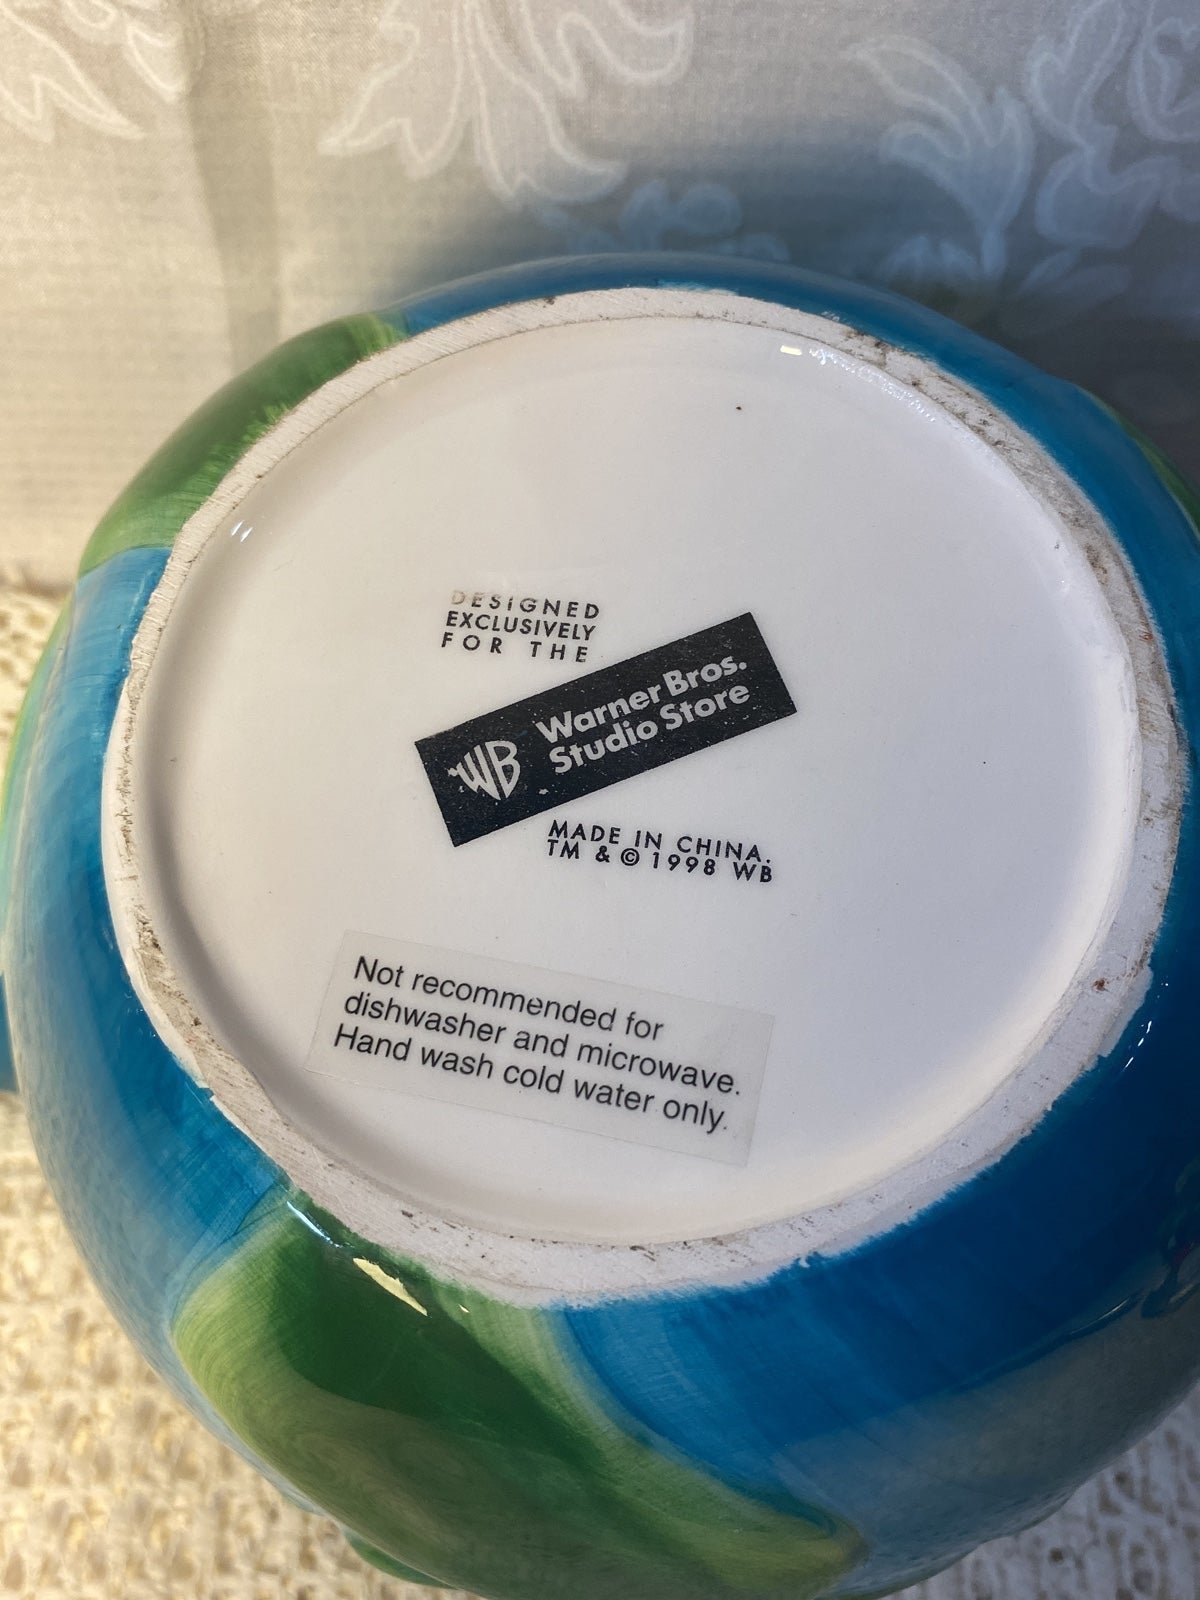 DESIGNED
EXCLUSIVELY
FOR THE
WB
Warner Bros.
Studio Store
MADE IN CHINA.
TM & © 1998 WB
Not recommended for
dishwasher and microwave.
Hand wash cold water only.